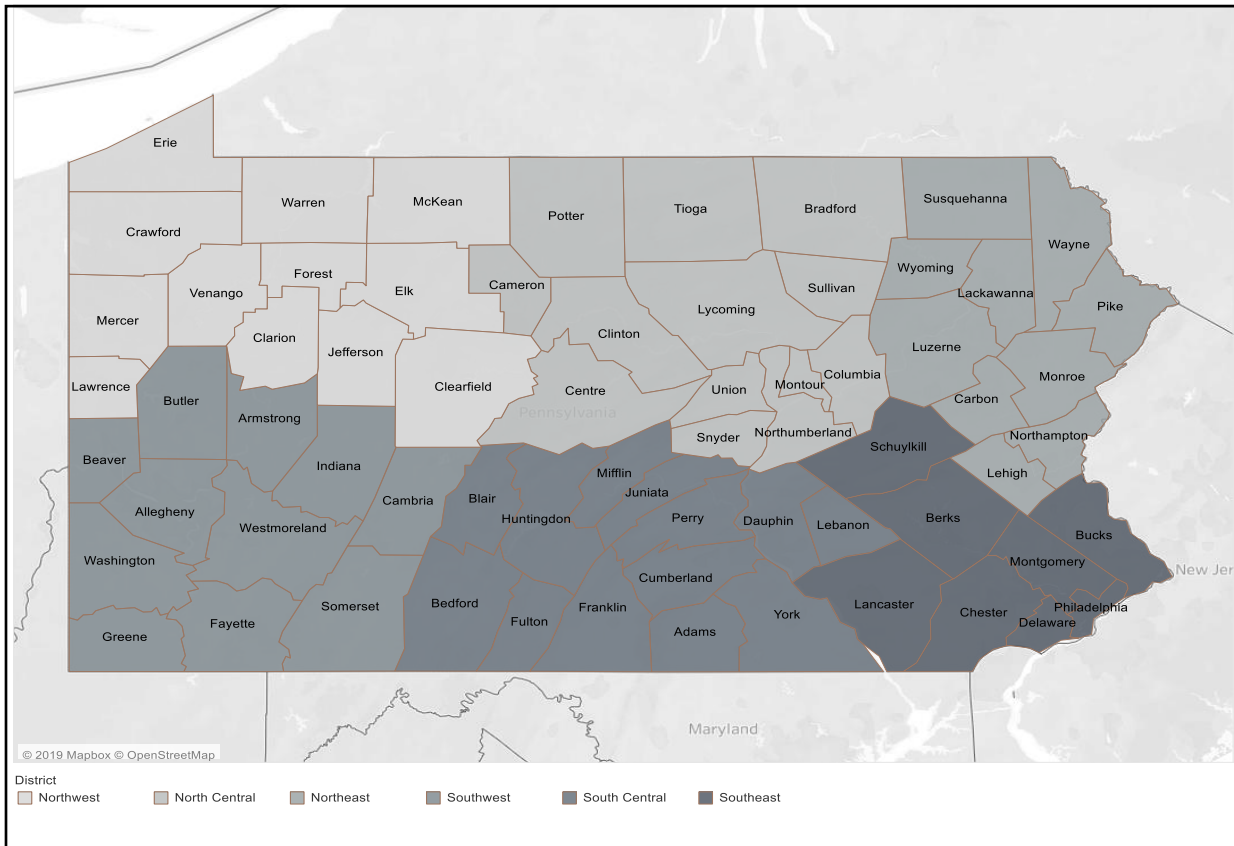 Erie
Warren
McKean
Potter
Tioga
Bradford
Susquehanna
Wayne
Crawford
Forest
Venango
Elk
Cameron
Sullivan
Wyoming
Lackawanna
Pike
Mercer
Clarion
Jefferson
Clinton
Lycoming
Luzerne
Lawrence
Clearfield
Centre
Union
Montour
Columbia
Monroe
Carbon
Butler
Armstrong
Pennsylvania
Snyder
Northumberland
Schuylkill
Northampton
Lehigh
Beaver
Indiana
Cambria
Blair
Mifflin
Juniata
Huntingdon
Perry
Dauphin
Lebanon
Berks
Bucks
Allegheny
Westmoreland
Washington
Cumberland
Montgomery
New Jer
Somerset
Bedford
Franklin
Fulton
Adams
York
Lancaster
Chester
Philadelphia
Delaware
Greene
Fayette
Maryland
© 2019 Mapbox © OpenStreetMap
District
Northwest
North Central
Northeast
Southwest
South Central
Southeast